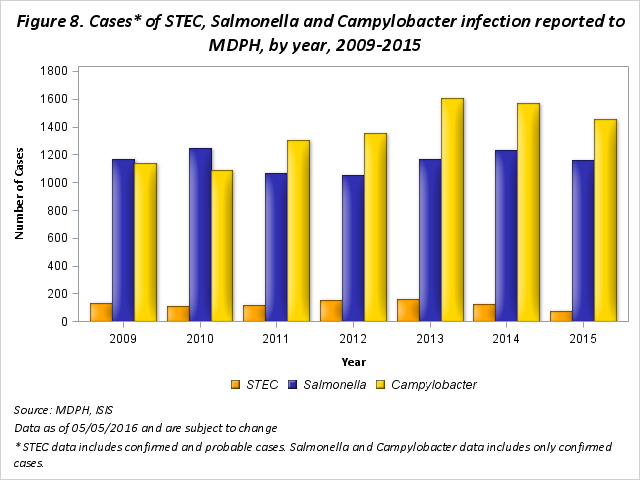 Figure 8. Cases* of STEC, Salmonella and Campylobacter infection reported to
MDPH, by year, 2009-2015
1800
1600
1400
1200
1000
800
600
400
200
0
Number of Cases
2009 2010 2011 2012 2013 2014 2015
Year
STEC Salmonella Campylobacter
Source: MDPH, ISIS
Data as of 05/05/2016 and are subject to change
* STEC data includes confirmed and probable cases. Salmonella and Campylobacter data includes only confirmed
cases.